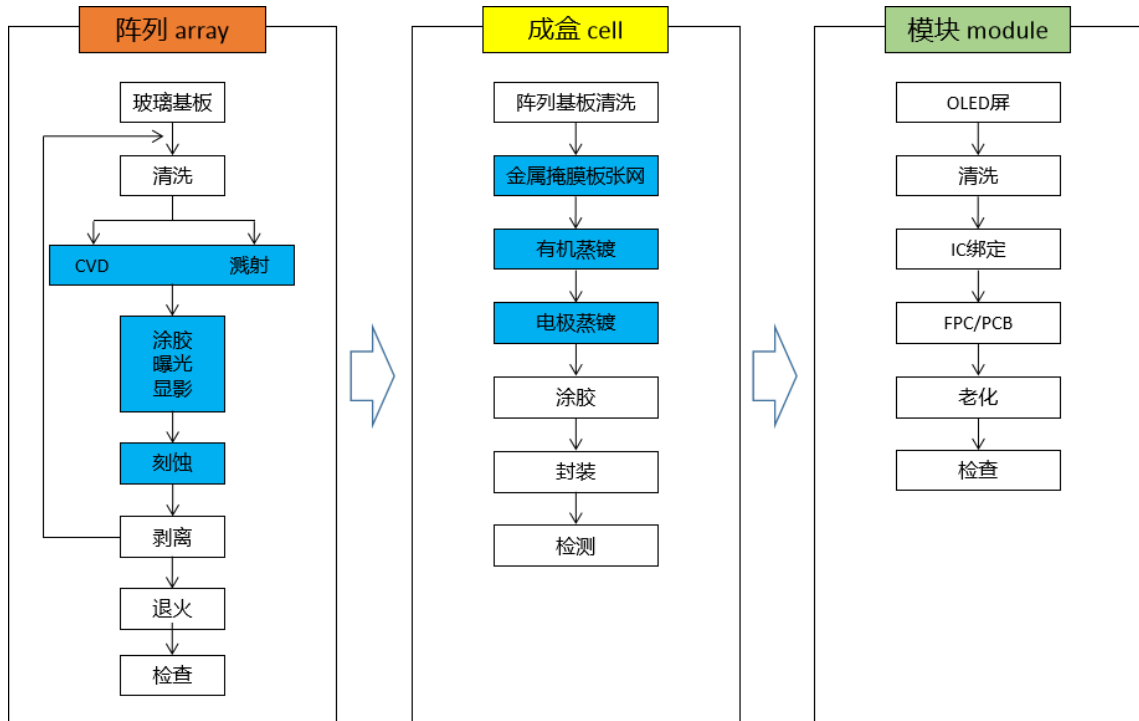 阵列 array
玻璃基板
清洗
CVD
溅射
涂胶
曝光
显影
刻蚀
剥离
退火
检查
成盒 cell
阵列基板清洗
金属掩膜板张网
有机蒸镀
电极蒸镀
涂胶
封装
检测
模块 module
OLED屏
清洗
IC绑定
FPC/PCB
老化
检查